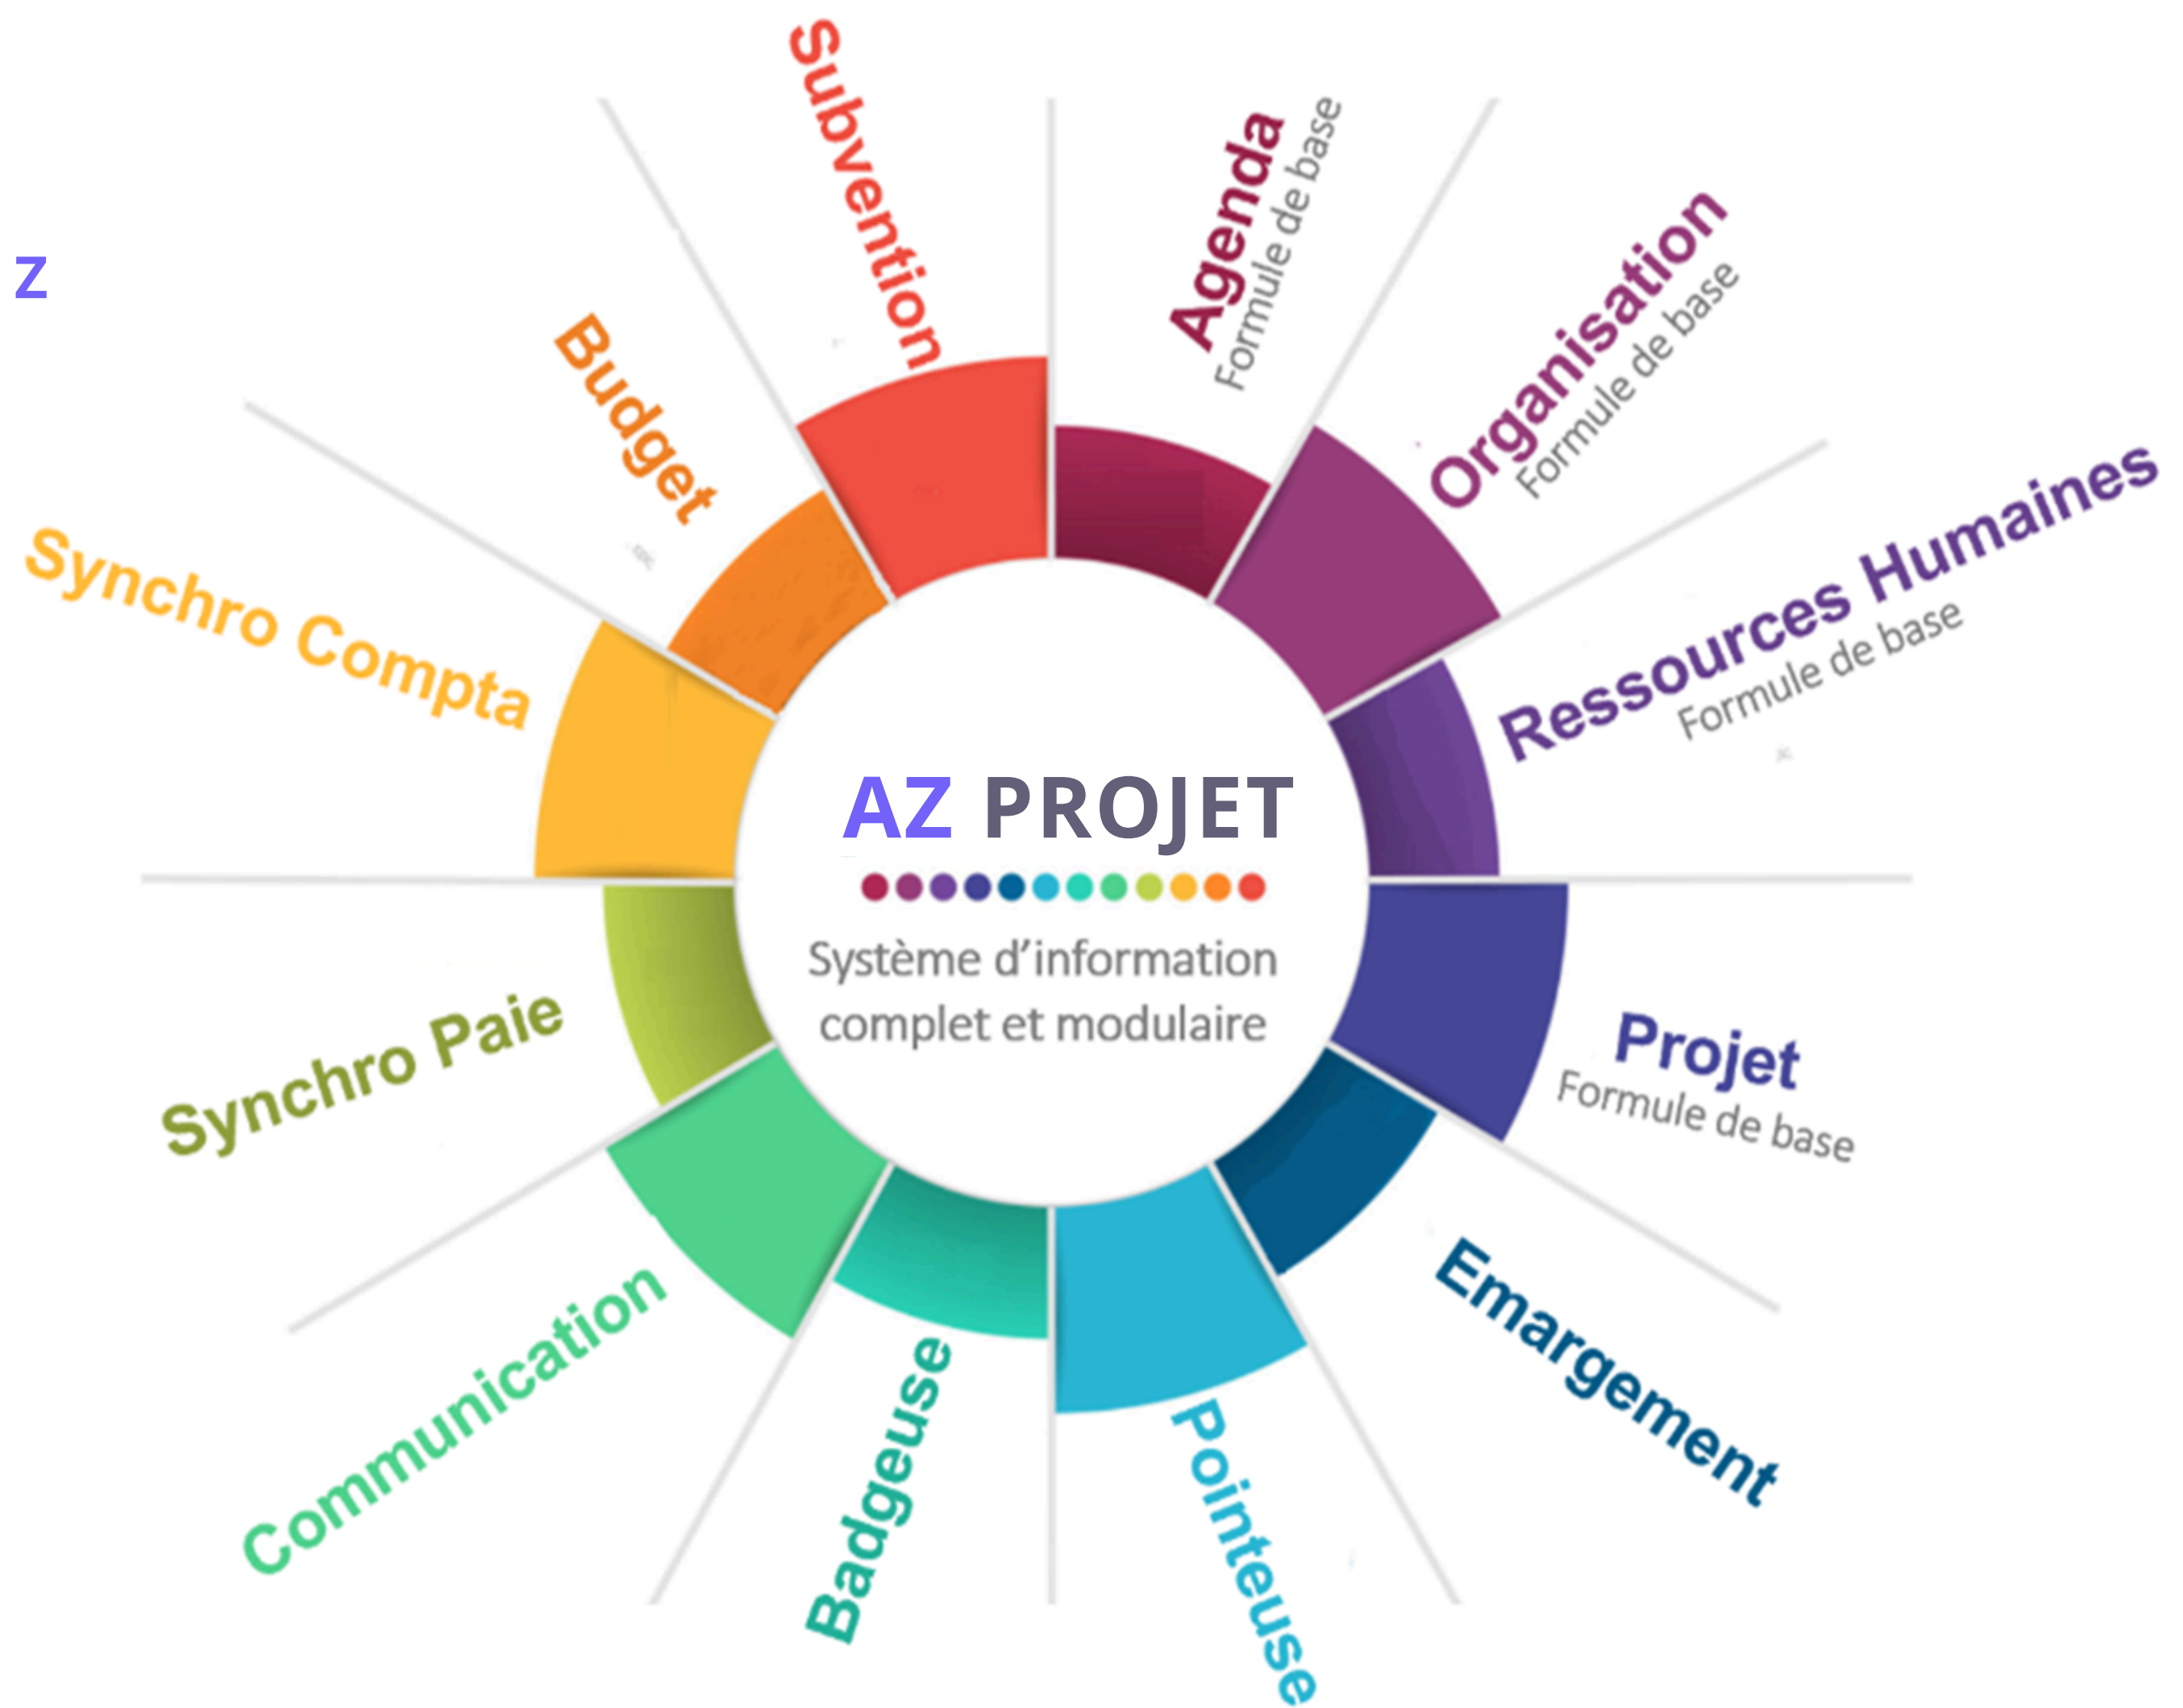 Z
AZ PROJET
Système d'information
complet et modulaire
Agenda
Formule de base
Organisation
Formule de base
Ressources Humaines
Formule de base
Projet
Formule de base
Emargement
Pointeuse
Badgeuse
Communication
Synchro Paie
Synchro Compta
Budget
Subvention